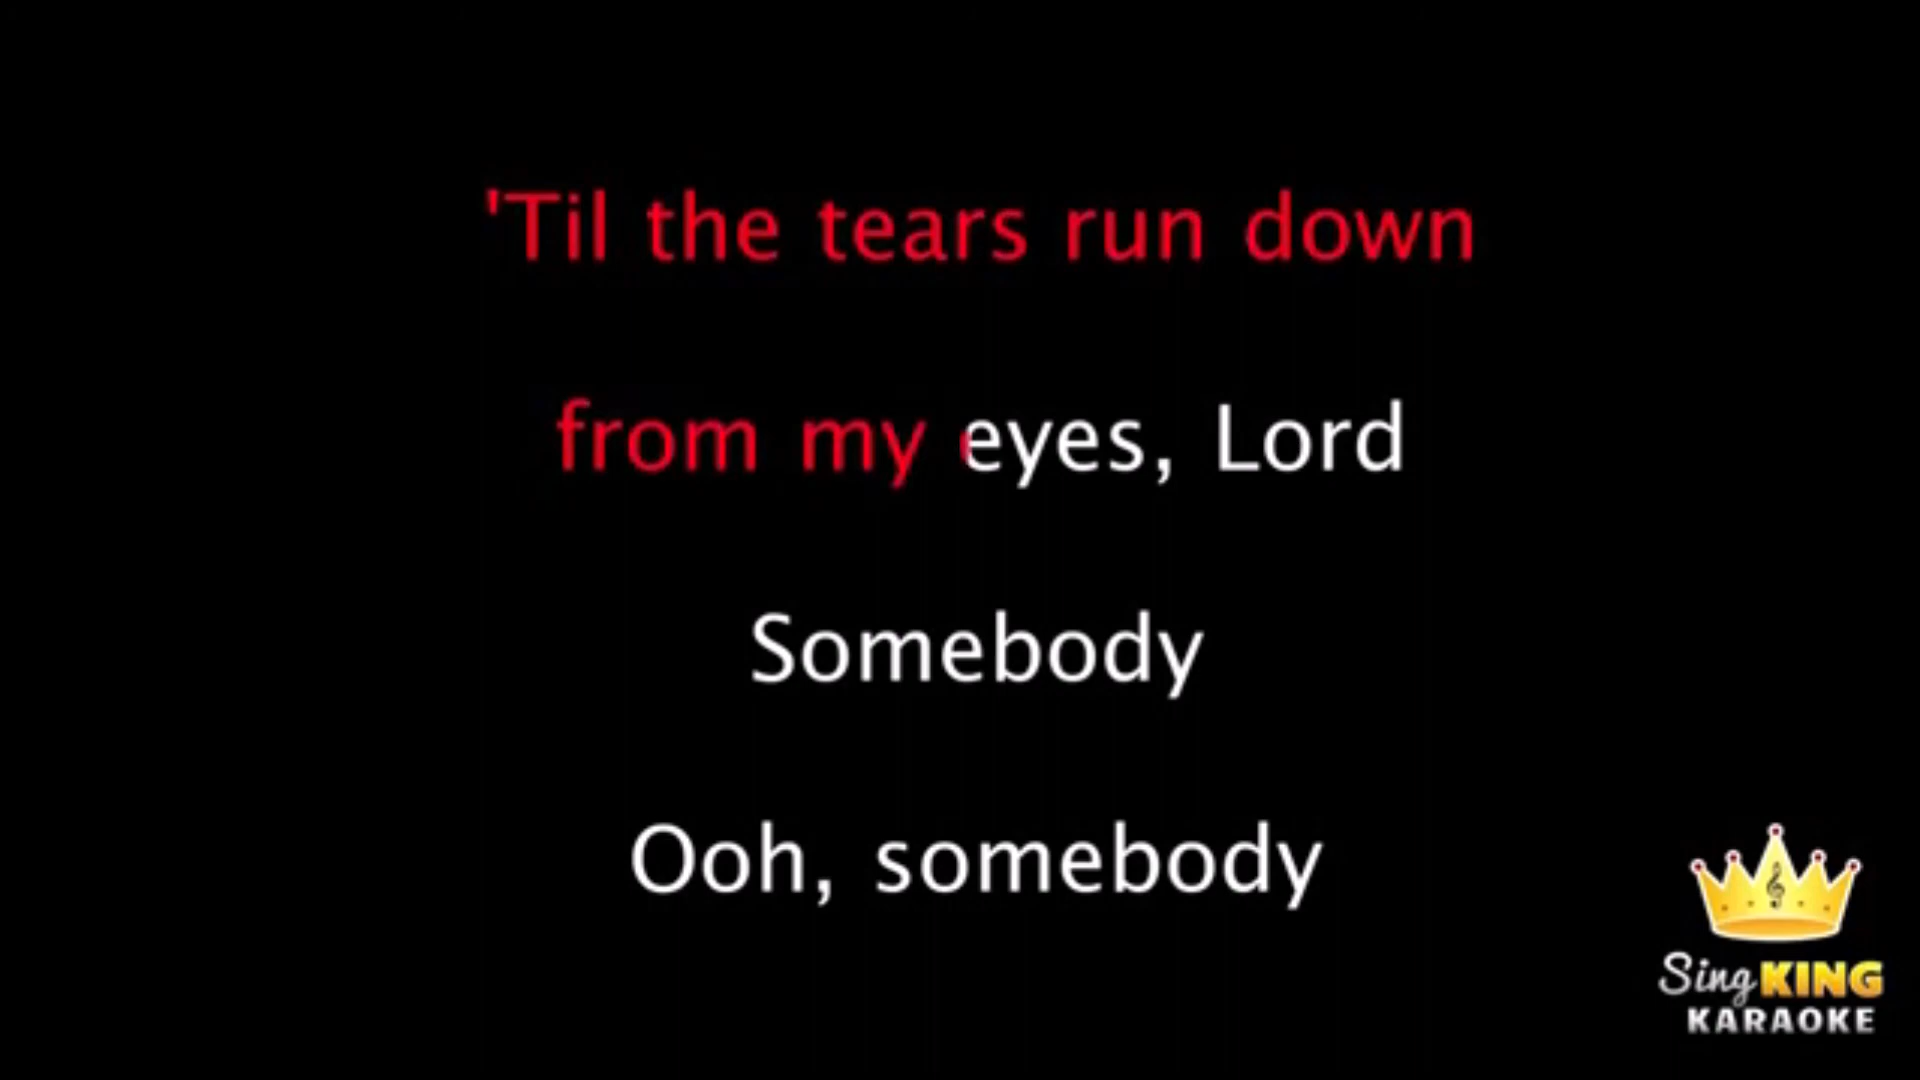 'Til the tears run down
from my eyes, Lord
Somebody
Ooh, somebody
Sing KING
KARAOKE